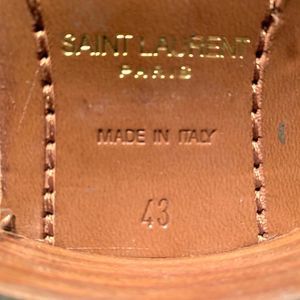 SAINT LAURENT
PARIS
MADE IN ITALY
43